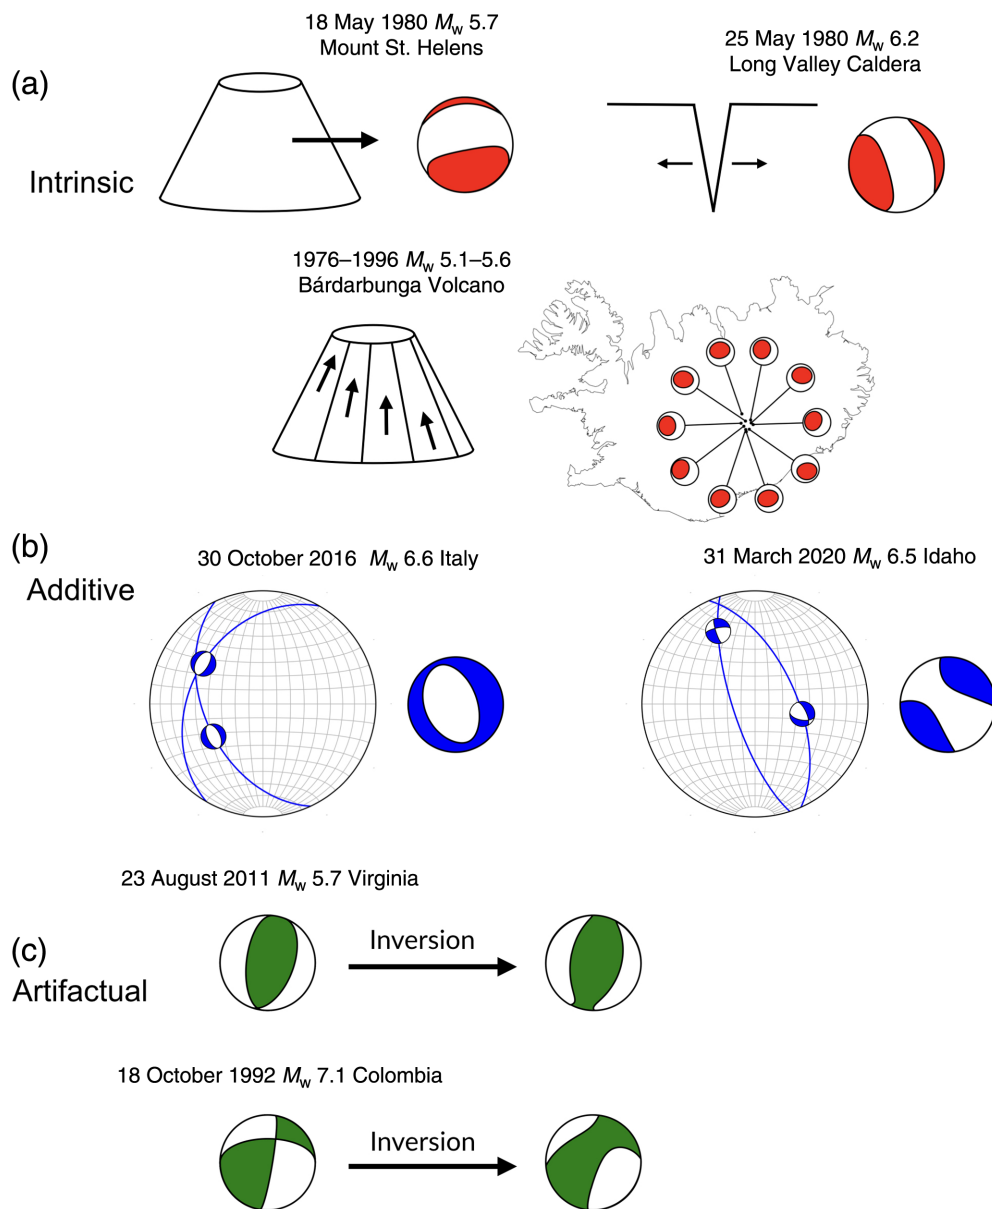 (a)
Intrinsic
18 May 1980 Mw 5.7
Mount St. Helens
25 May 1980 Mw 6.2
Long Valley Caldera
1976–1996 Mw 5.1–5.6
Bárdarbunga Volcano
(b)
Additive
30 October 2016 Mw 6.6 Italy
31 March 2020 Mw 6.5 Idaho
(c)
Artifactual
23 August 2011 Mw 5.7 Virginia
Inversion
18 October 1992 Mw 7.1 Colombia
Inversion